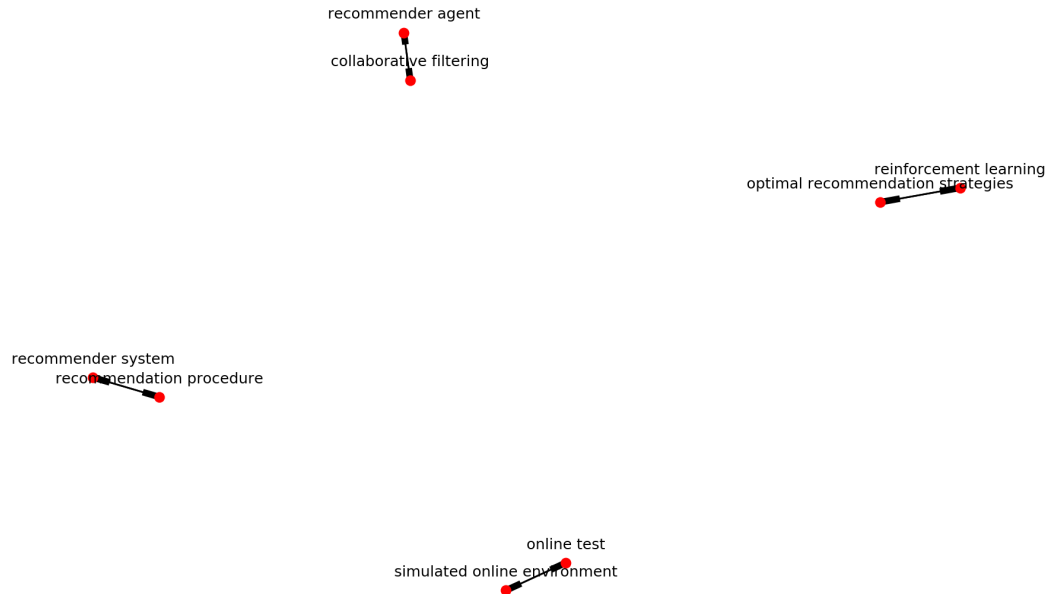 recommender agent
collaborative filtering
reinforcement learning
optimal recommendation strategies
recommender system
recommendation procedure
online test
simulated online environment